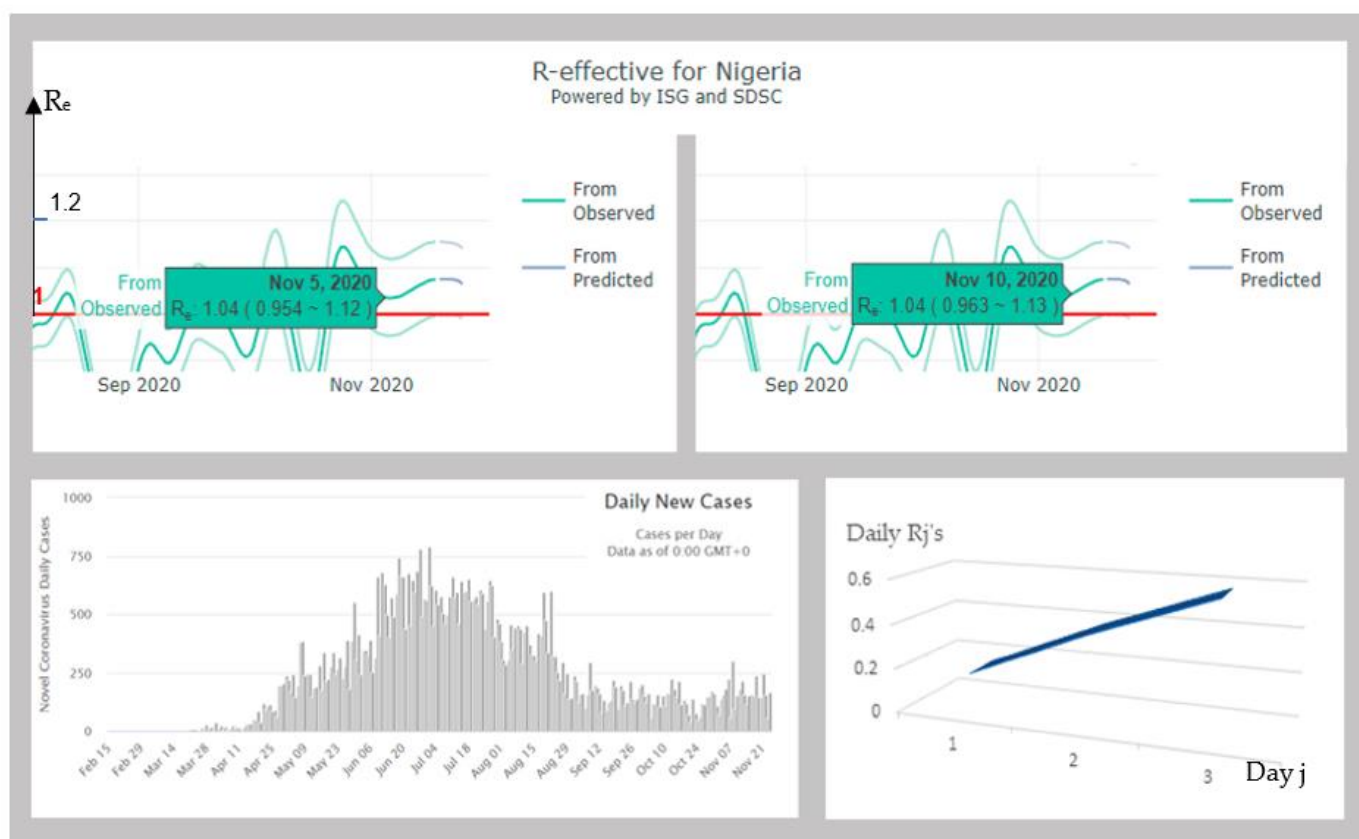 R-effective for Nigeria
Powered by ISG and SDSC
Re
1.2
1
From
Observed
Nov 5, 2020
Re: 1.04 ( 0.954 ~ 1.12 )
Sep 2020
Nov 2020
From
Observed
From
Predicted
From
Observed
Nov 10, 2020
Re: 1.04 ( 0.963 ~ 1.13 )
Sep 2020
Nov 2020
From
Observed
From
Predicted
Daily New Cases
Cases per Day
Data as of 0:00 GMT+0
Novel Coronavirus Daily Cases
1000
750
500
250
0
Feb 15
Feb 29
Mar 14
Mar 28
Apr 11
Apr 25
May 09
May 23
Jun 06
Jun 20
Jul 04
Jul 18
Aug 01
Aug 15
Aug 29
Sep 12
Sep 26
Oct 10
Oct 24
Nov 07
Nov 21
Daily Rj's
0.6
0.4
0.2
0
1
2
3
Day j